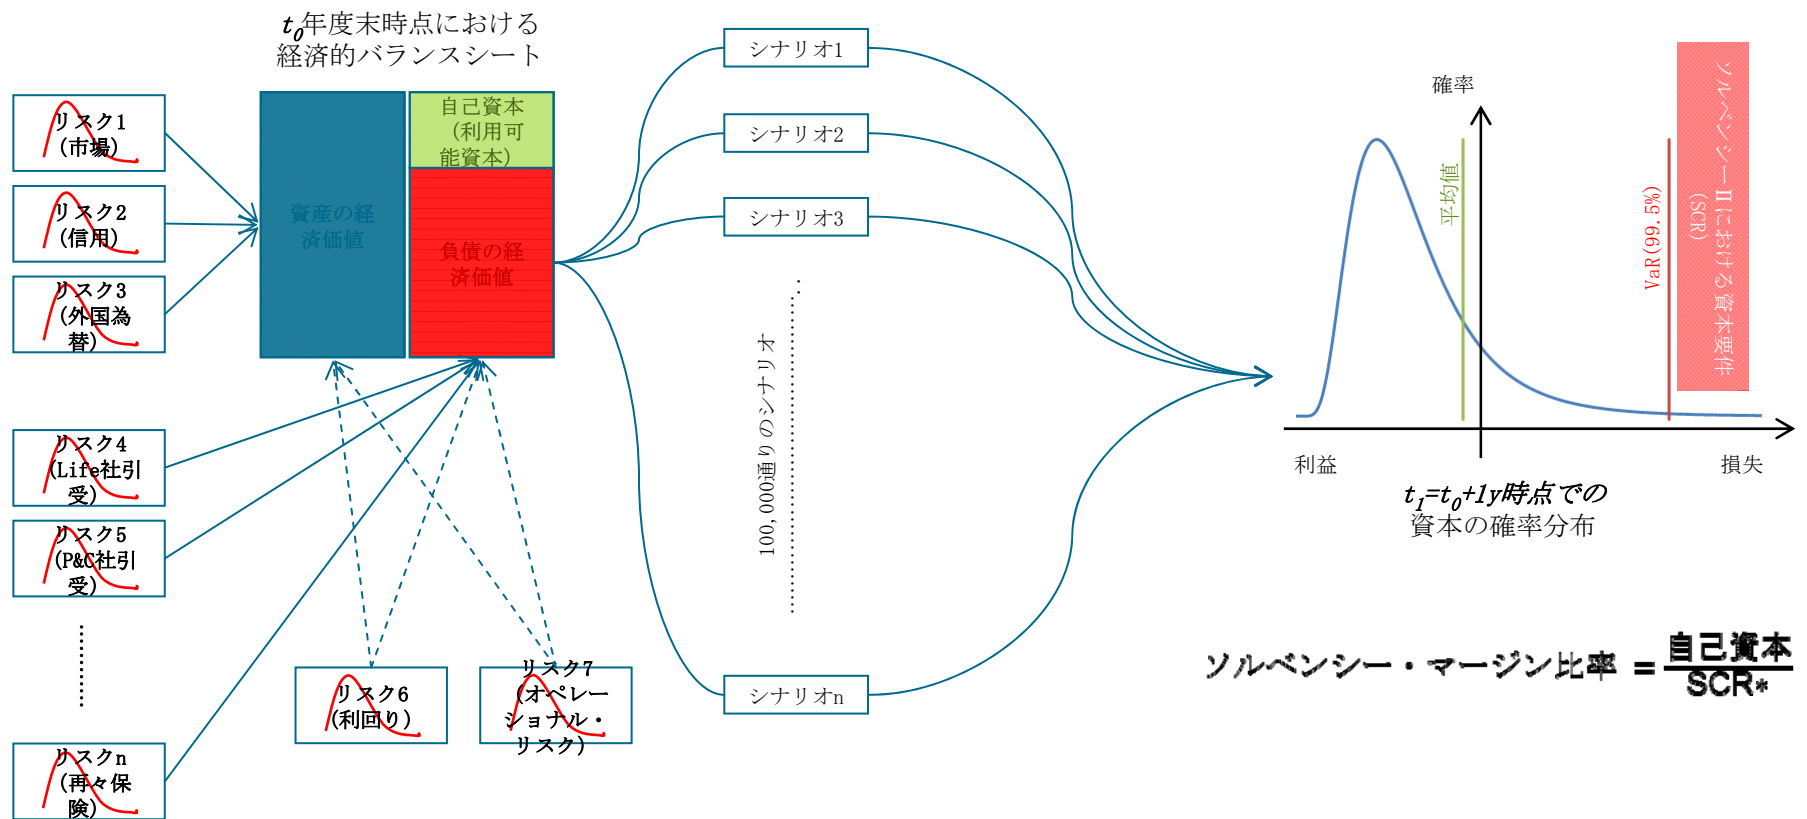 t0年度末時点における
経済的バランスシート
リスク1
(市場)
リスク2
(信用)
リスク3
(外国為
替)
リスク4
(Life社引
受)
リスク5
(P&C社引
受)
リスクn
(再々保
険)
資産の経
済価値
自己資本
(利用可
能資本)
負債の経
済価値
リスク6
(利回り)
リスク7
(オペレー
ショナル・
リスク)
シナリオ1
シナリオ2
シナリオ3
100,000通りのシナリオ
シナリオn
確率
平均値
VaR(99.5%)
ソルベンシーⅡにおける資本要件
(SCR)
利益
損失
t1=t0+1y時点での
資本の確率分布
ソルベンシー・マージン比率 = 自己資本
SCR*